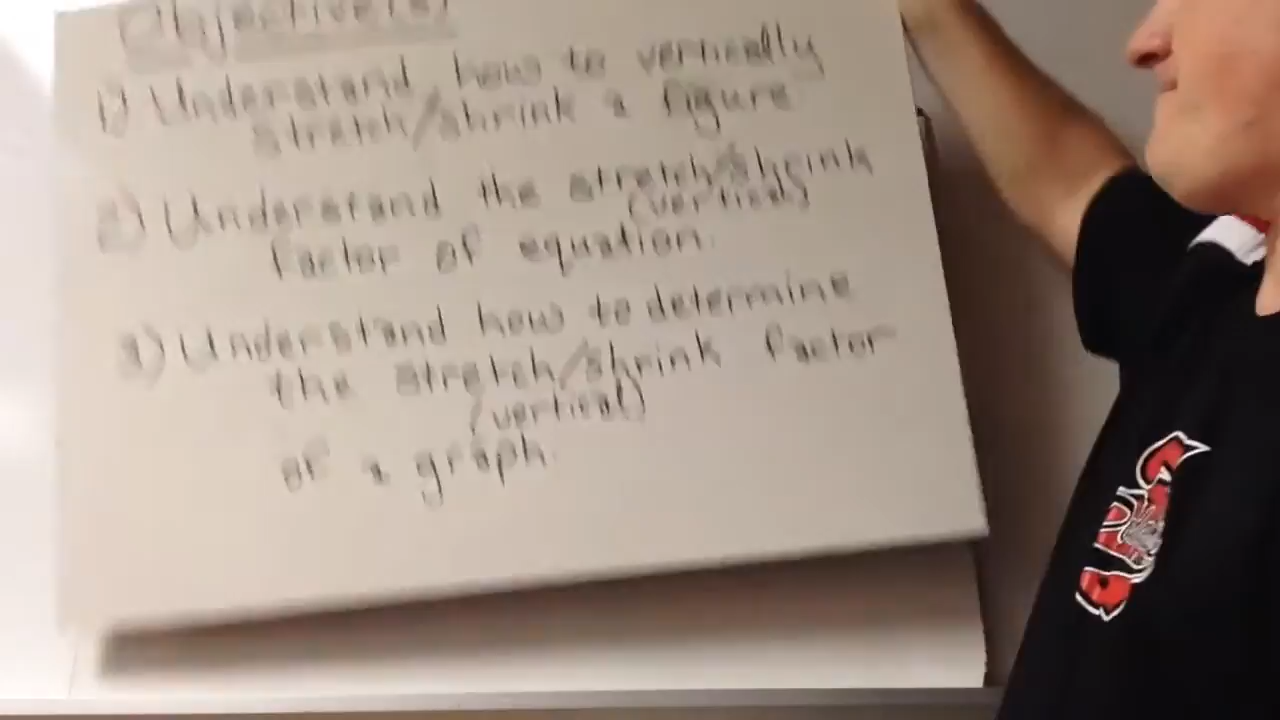 Objective(s)
1) Understand how to vertically
stretch/shrink a figure
2) Understand the stretch/shrink
(vertical)
factor of equation.
3) Understand how to determine
the stretch/shrink factor
(vertical)
of a graph.